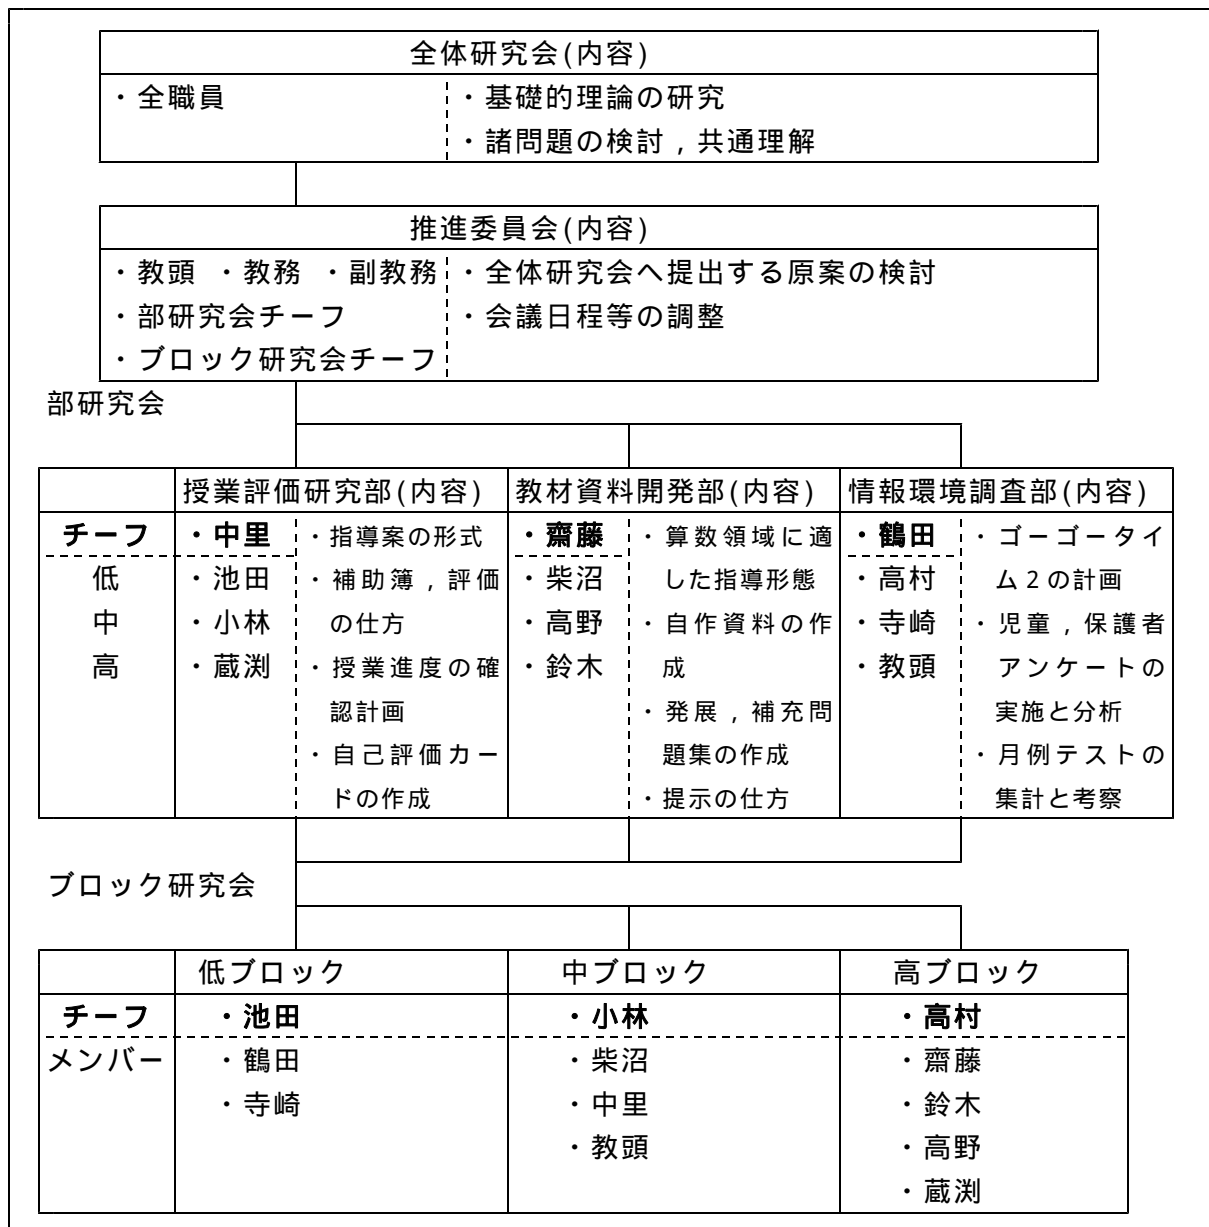 全体研究会(内容)
・全職員
・基礎的理論の研究
・諸問題の検討，共通理解
推進委員会(内容)
・教頭 ・教務 ・副教務
・部研究会チーフ
・ブロック研究会チーフ
・全体研究会へ提出する原案の検討
・会議日程等の調整
部研究会
授業評価研究部(内容)
教材資料開発部(内容)
情報環境調査部(内容)
チーフ
低
中
高
・中里
・池田
・小林
・蔵渕
・指導案の形式
・補助簿，評価
の仕方
・授業進度の確
認計画
・自己評価カー
ドの作成
・齋藤
・柴沼
・高野
・鈴木
・算数領域に適
した指導形態
・自作資料の作
成
・発展，補充問
題集の作成
・提示の仕方
・鶴田
・高村
・寺崎
・教頭
・ゴーゴータイ
ム２の計画
・児童，保護者
アンケートの
実施と分析
・月例テストの
集計と考察
ブロック研究会
低ブロック
中ブロック
高ブロック
チーフ
・池田
・小林
・高村
メンバー
・鶴田
・寺崎
・柴沼
・中里
・教頭
・齋藤
・鈴木
・高野
・蔵渕